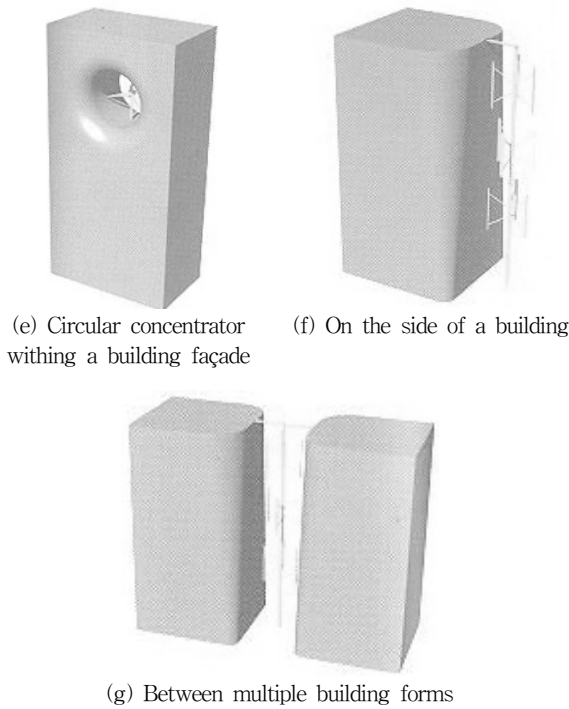 (e) Circular concentrator
withing a building façade
(f) On the side of a building
(g) Between multiple building forms